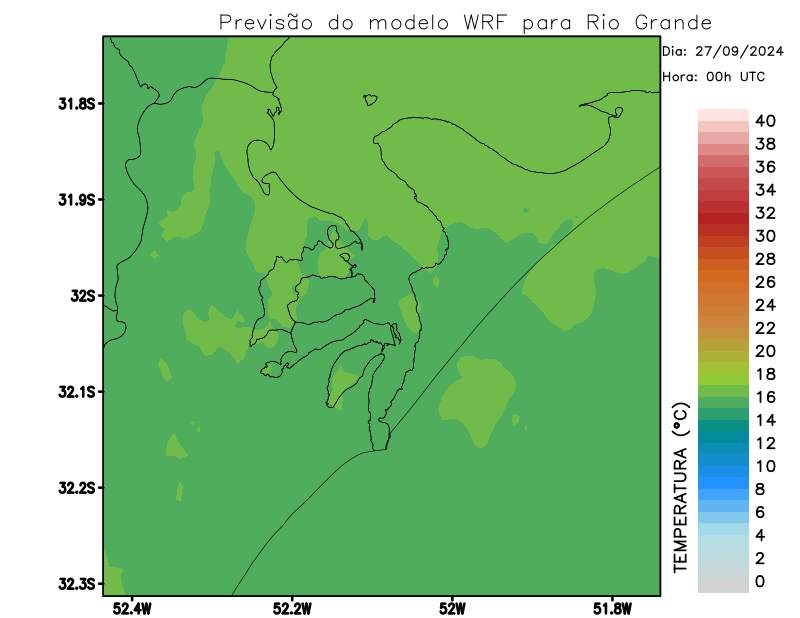 Previsão do modelo WRF para Rio Grande
Dia: 27/09/2024
Hora: 00h UTC
31.8S
31.9S
32S
32.1S
32.2S
32.3S
52.4W
52.2W
52W
51.8W
TEMPERATURA (°C)
40
38
36
34
32
30
28
26
24
22
20
18
16
14
12
10
8
6
4
2
0